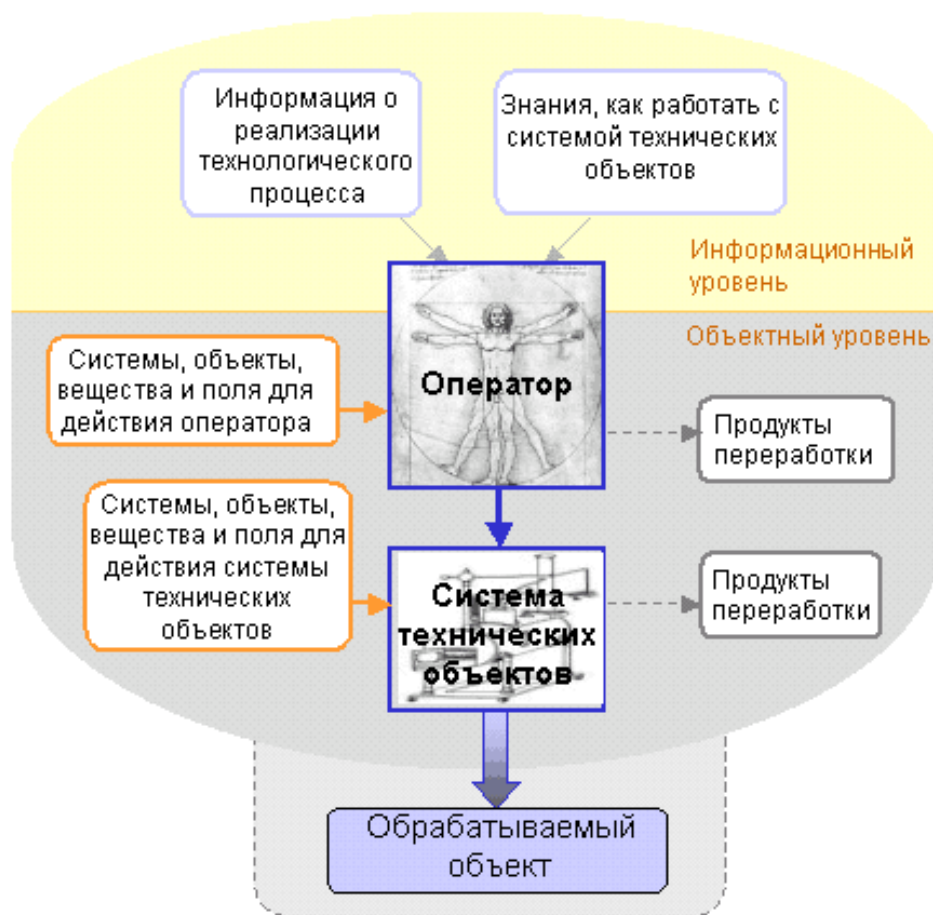 Информация о
реализации
технологического
процесса
Знания, как работать с
системой технических
объектов
Информационный
уровень
Объектный уровень
Системы, объекты,
вещества и поля для
действия оператора
Оператор
Продукты
переработки
Системы, объекты,
вещества и поля для
действия системы
технических
объектов
Система
технических
объектов
Продукты
переработки
Обрабатываемый
объект